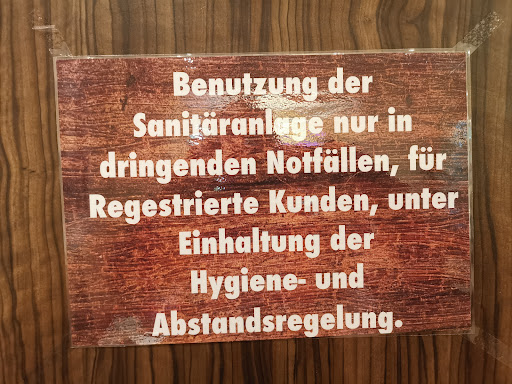 Benutzung der
Sanitäranlage nur in
dringenden Notfällen, für
Regestrierte Kunden, unter
Einhaltung der
Hygiene- und
Abstandsregelung.